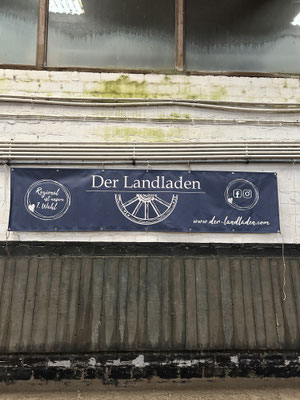 Regional
ist unsere
1. Wahl
Der Landladen
www.der-landladen.com